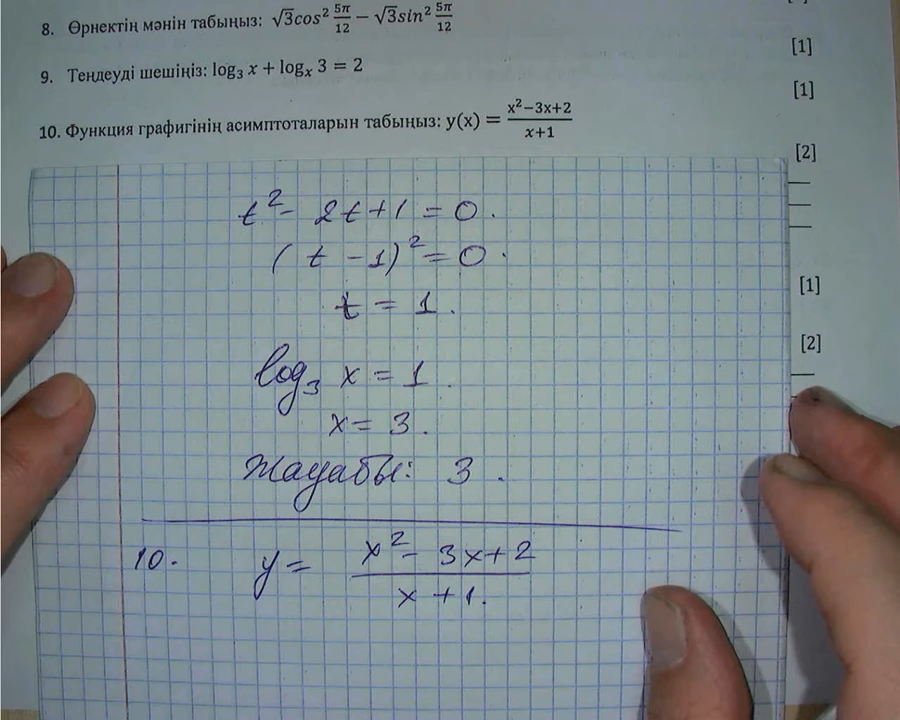 8. Өрнектің мәнін табыңыз: √3cos² 5π/12 − √3sin² 5π/12
[1]
9. Теңдеуді шешіңіз: log₃ x + logₓ 3 = 2
[1]
10. Функция графигінің асимптоталарын табыңыз: y(x) = (x²−3x+2)/(x+1)
[2]
t² - 2t + 1 = 0.
(t - 1)² = 0.
[1]
t = 1.
[2]
log₃ x = 1.
x = 3.
Жауабы: 3.
10. y = (x² - 3x + 2)/(x + 1).